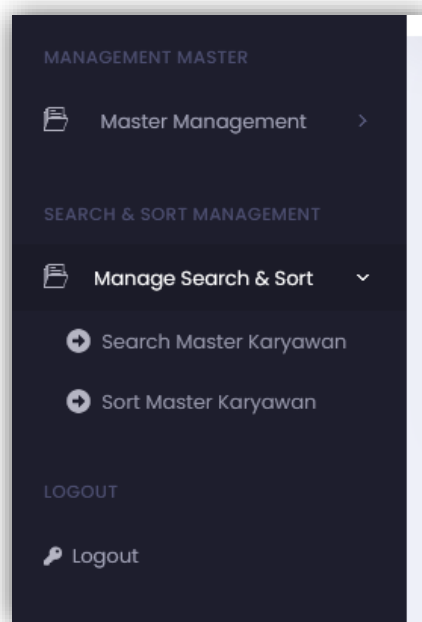 MANAGEMENT MASTER
Master Management
SEARCH & SORT MANAGEMENT
Manage Search & Sort
Search Master Karyawan
Sort Master Karyawan
LOGOUT
Logout